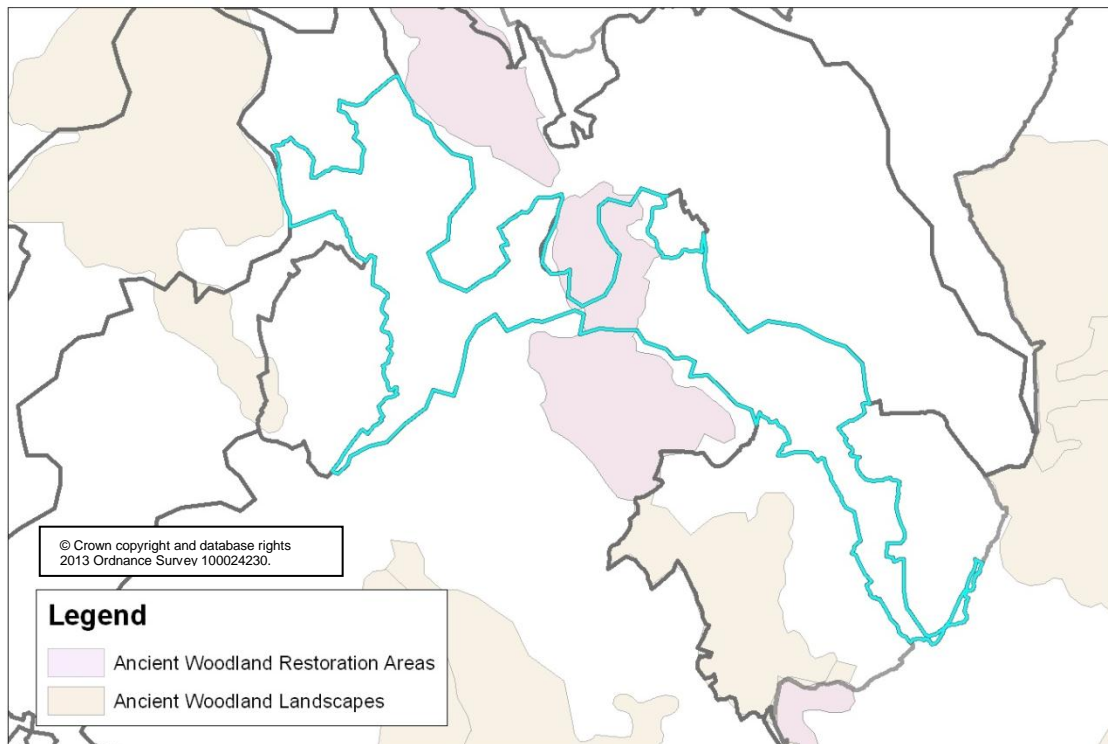 © Crown copyright and database rights
2013 Ordnance Survey 100024230.
Legend
Ancient Woodland Restoration Areas
Ancient Woodland Landscapes